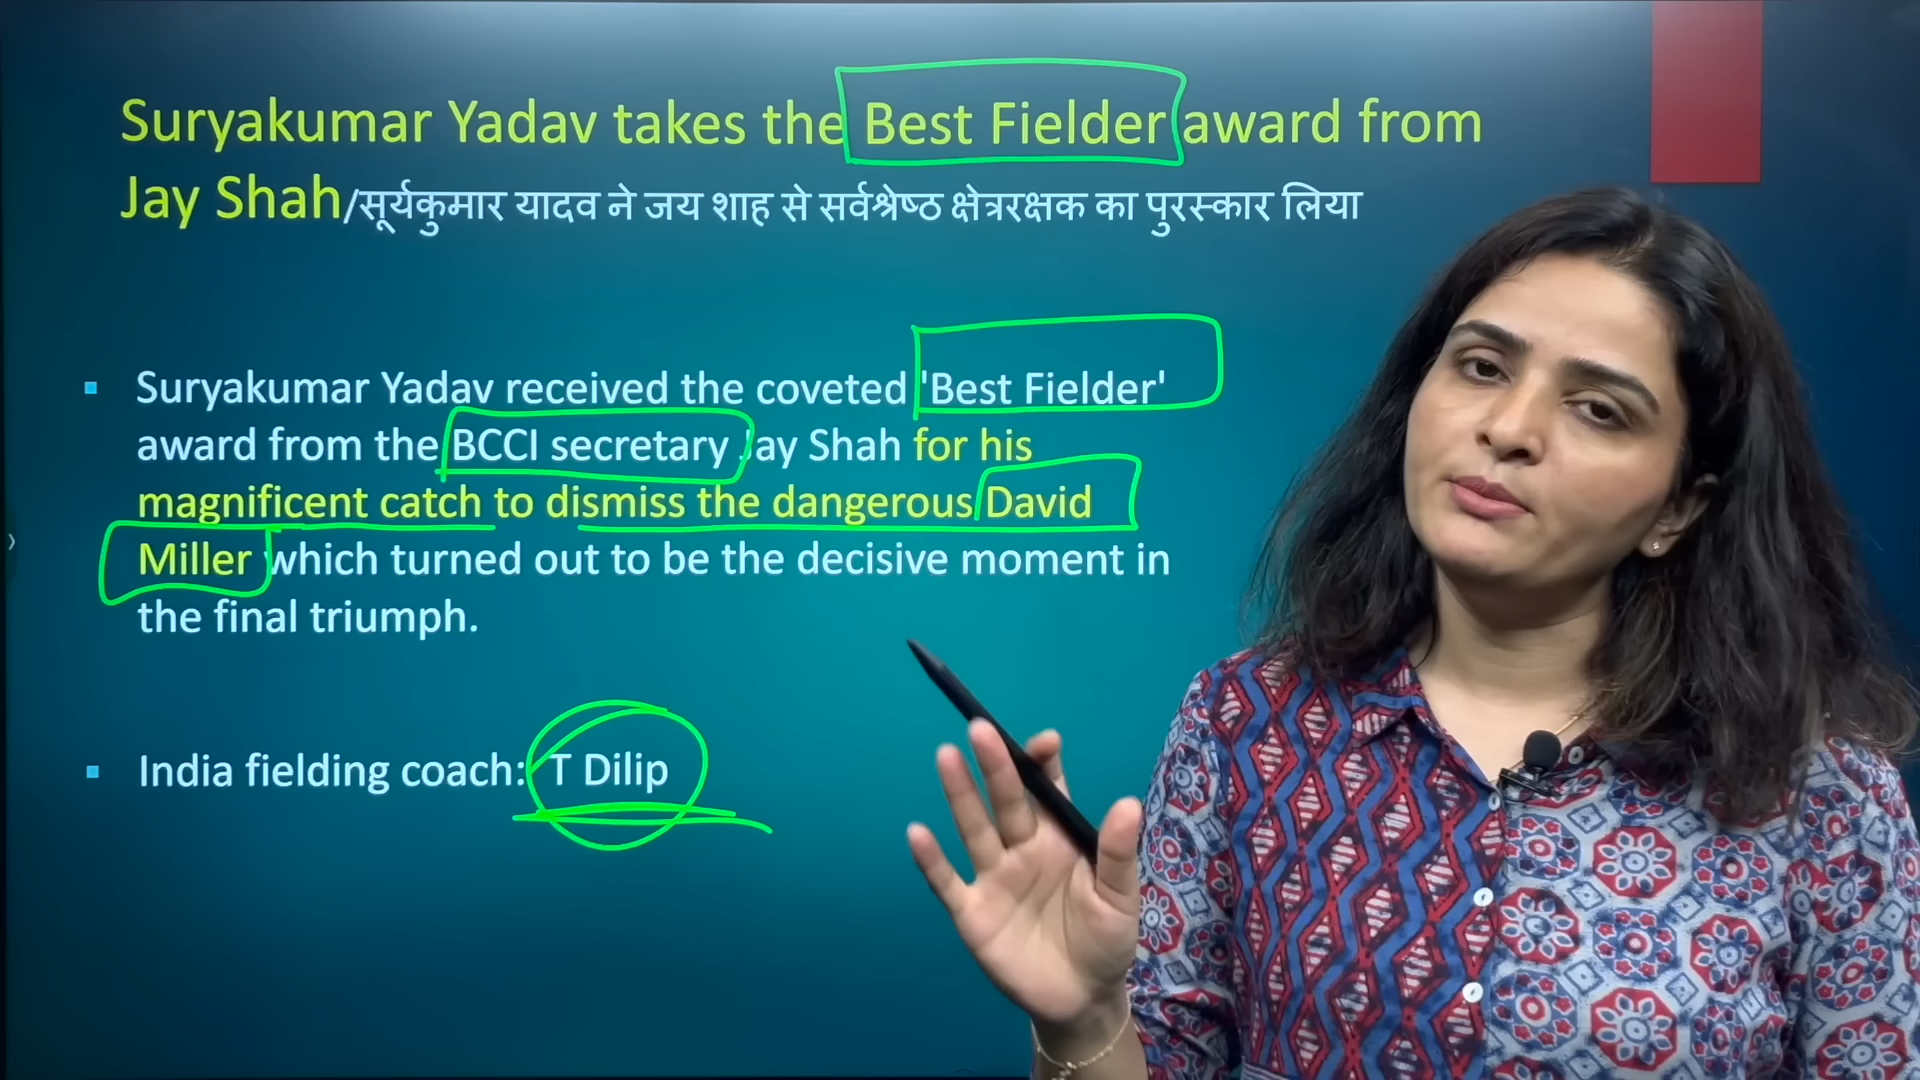 Suryakumar Yadav takes the Best Fielder award from
Jay Shah/सूर्यकुमार यादव ने जय शाह से सर्वश्रेष्ठ क्षेत्ररक्षक का पुरस्कार लिया
Suryakumar Yadav received the coveted 'Best Fielder'
award from the BCCI secretary Jay Shah for his
magnificent catch to dismiss the dangerous David
Miller which turned out to be the decisive moment in
the final triumph.
India fielding coach: T Dilip